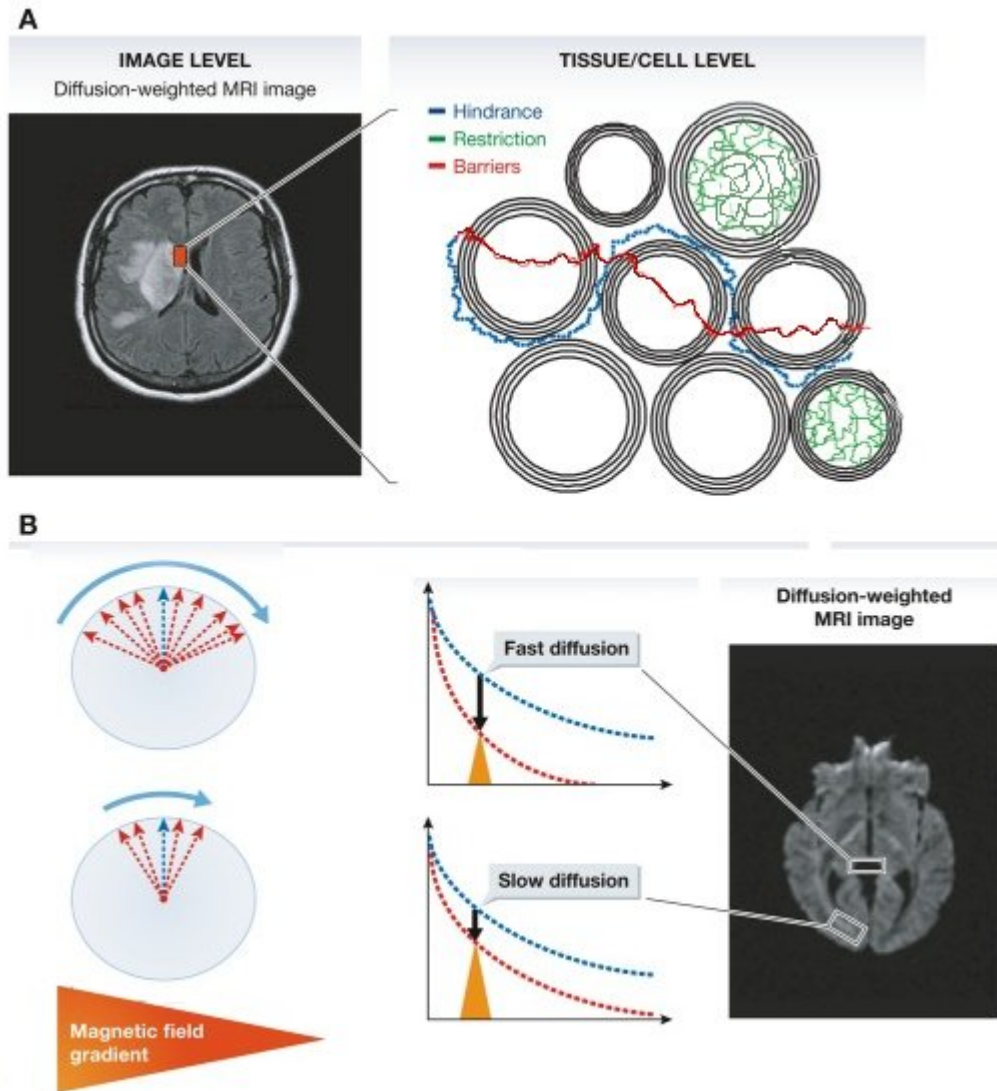 A
IMAGE LEVEL
Diffusion-weighted MRI image
TISSUE/CELL LEVEL
Hindrance
Restriction
Barriers
B
Fast diffusion
Slow diffusion
Diffusion-weighted
MRI image
Magnetic field
gradient